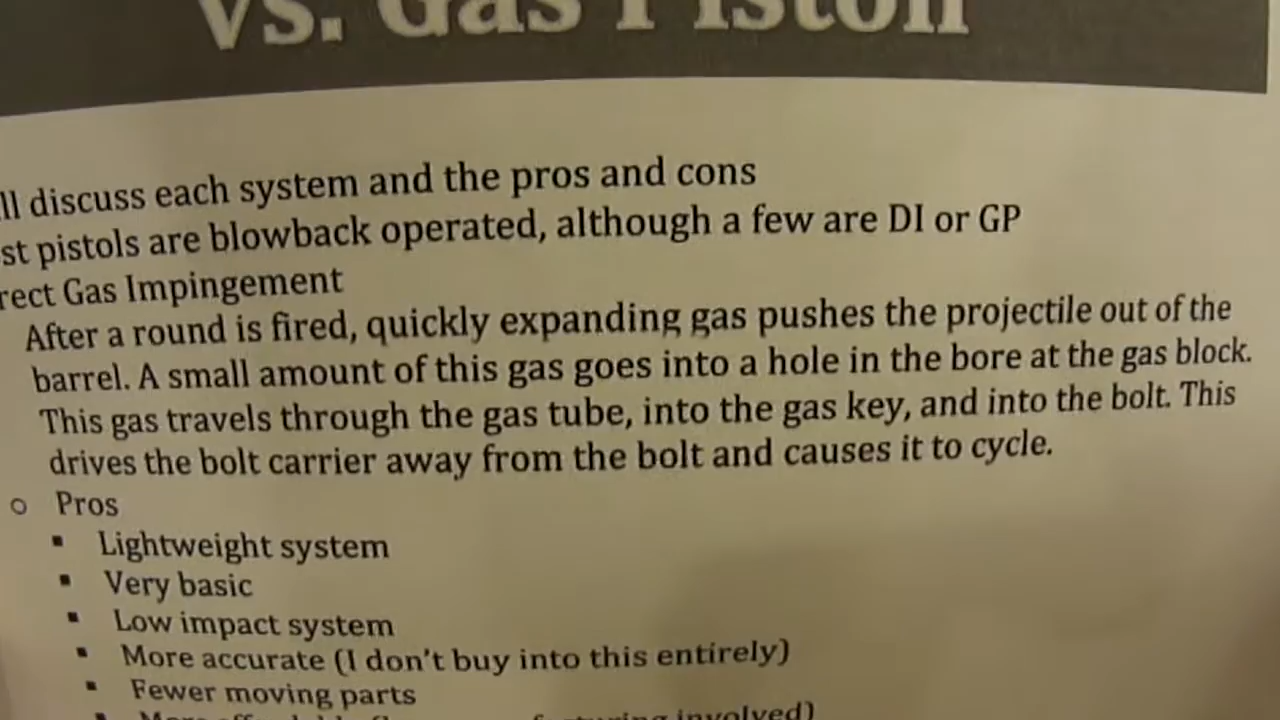 vs. Gas Piston
ll discuss each system and the pros and cons
st pistols are blowback operated, although a few are DI or GP
rect Gas Impingement
After a round is fired, quickly expanding gas pushes the projectile out of the
barrel. A small amount of this gas goes into a hole in the bore at the gas block.
This gas travels through the gas tube, into the gas key, and into the bolt. This
drives the bolt carrier away from the bolt and causes it to cycle.
○ Pros
▪ Lightweight system
▪ Very basic
▪ Low impact system
▪ More accurate (I don't buy into this entirely)
▪ Fewer moving parts
▪ More involved)